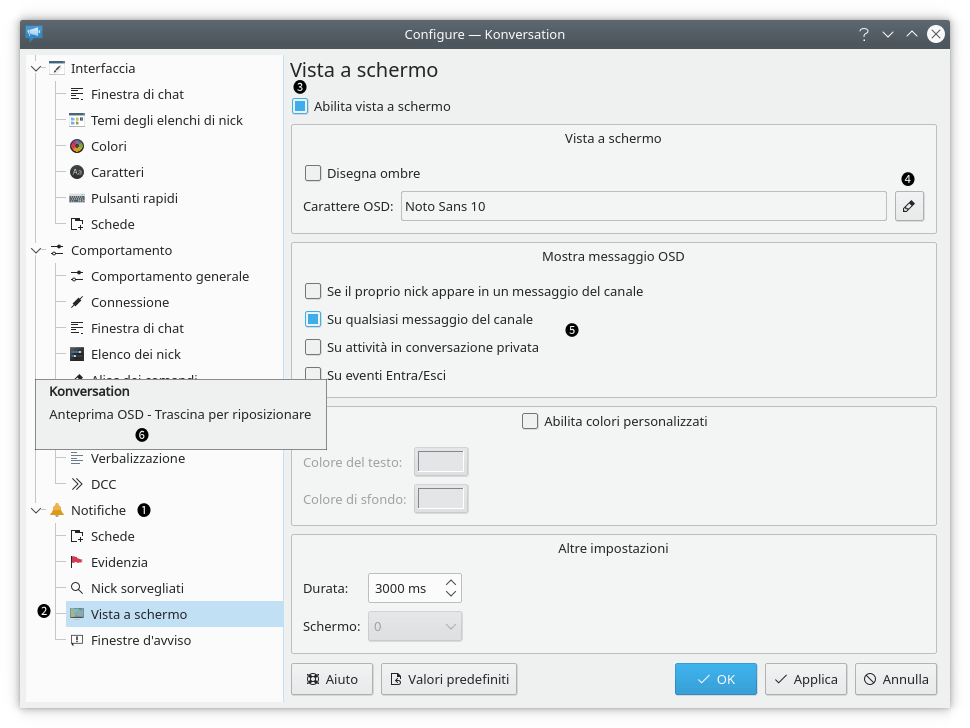 Configure — Konversation
Interfaccia
Finestra di chat
Temi degli elenchi di nick
Colori
Caratteri
Pulsanti rapidi
Schede
Comportamento
Comportamento generale
Connessione
Finestra di chat
Elenco dei nick
Alias dei comandi
Konversation
Anteprima OSD - Trascina per riposizionare
6
Verbalizzazione
DCC
Notifiche 1
Schede
Evidenzia
Nick sorvegliati
2 Vista a schermo
Finestre d'avviso
Vista a schermo
3
Abilita vista a schermo
Vista a schermo
Disegna ombre
4
Carattere OSD: Noto Sans 10
Mostra messaggio OSD
Se il proprio nick appare in un messaggio del canale
Su qualsiasi messaggio del canale
5
Su attività in conversazione privata
Su eventi Entra/Esci
Abilita colori personalizzati
Colore del testo:
Colore di sfondo:
Altre impostazioni
Durata: 3000 ms
Schermo: 0
Aiuto Valori predefiniti OK Applica Annulla